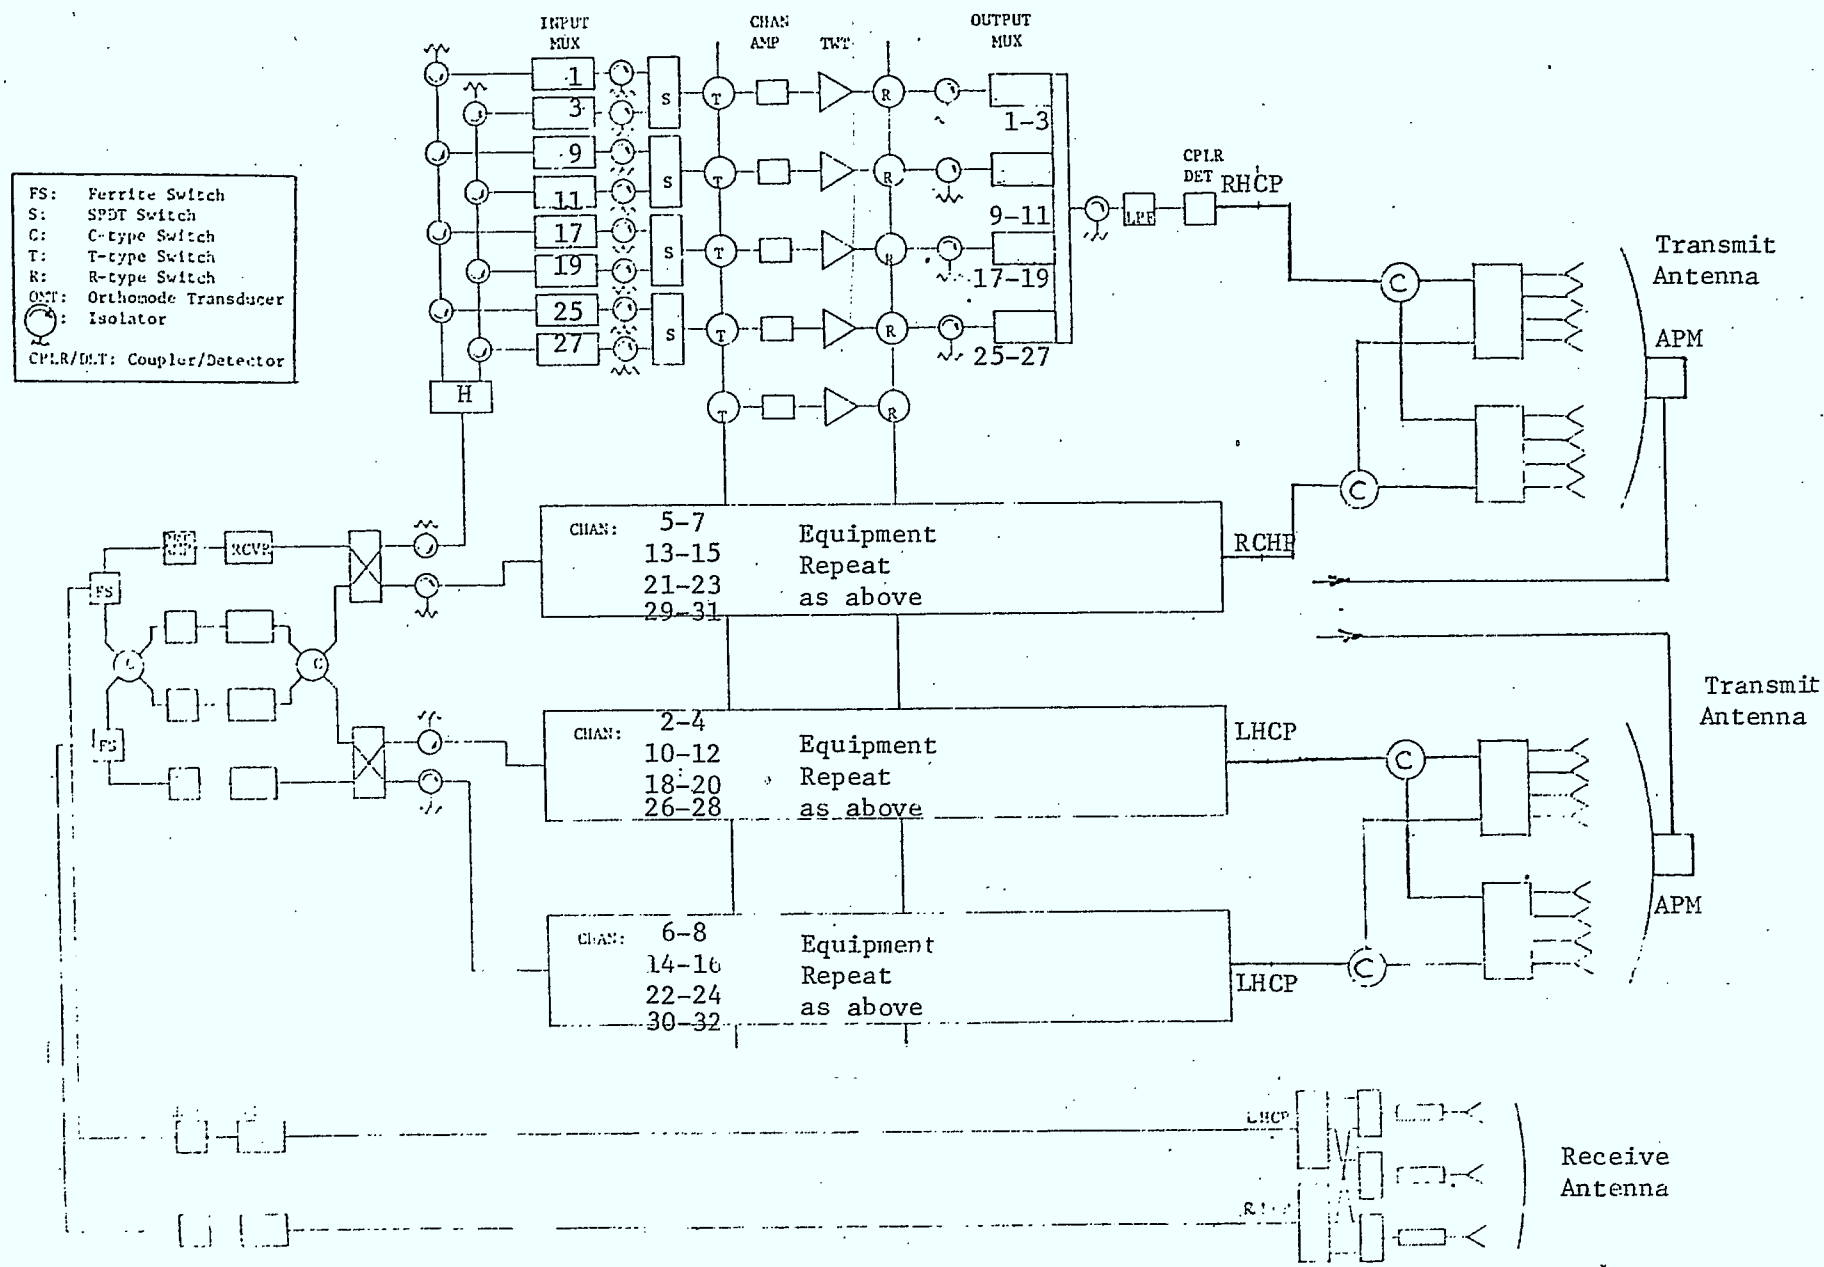 INPUT
MUX
CHAN
AMP
TWT
OUTPUT
MUX
1
3
9
11
17
19
25
27
S
S
S
S
T
T
T
T
T
R
R
R
R
R
1-3
9-11
17-19
25-27
H
LPF
CPLR
DET
RHCP
FS: Ferrite Switch
S: SPDT Switch
C: C-type Switch
T: T-type Switch
R: R-type Switch
OMT: Orthomode Transducer
: Isolator
CPLR/DET: Coupler/Detector
C
C
Transmit
Antenna
APM
AMP
RCVR
FS
C
FS
CHAN: 5-7
13-15
21-23
29-31
Equipment
Repeat
as above
RCHP
CHAN: 2-4
10-12
18-20
26-28
Equipment
Repeat
as above
LHCP
C
C
Transmit
Antenna
APM
CHAN: 6-8
14-16
22-24
30-32
Equipment
Repeat
as above
LHCP
LHCP
Receive
Antenna